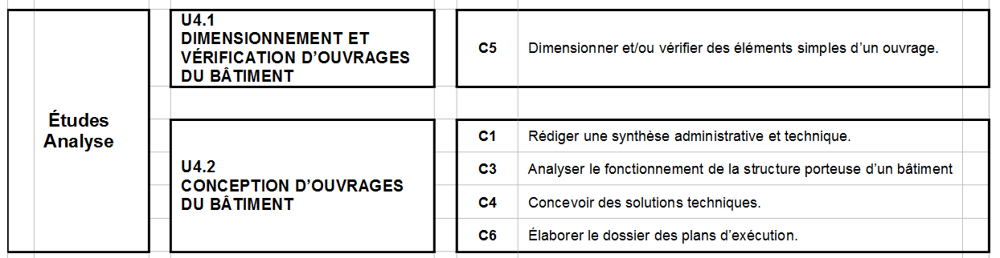 Études
Analyse
U4.1
DIMENSIONNEMENT ET
VÉRIFICATION D’OUVRAGES
DU BÂTIMENT
C5 Dimensionner et/ou vérifier des éléments simples d’un ouvrage.
U4.2
CONCEPTION D’OUVRAGES
DU BÂTIMENT
C1 Rédiger une synthèse administrative et technique.
C3 Analyser le fonctionnement de la structure porteuse d’un bâtiment
C4 Concevoir des solutions techniques.
C6 Élaborer le dossier des plans d’exécution.